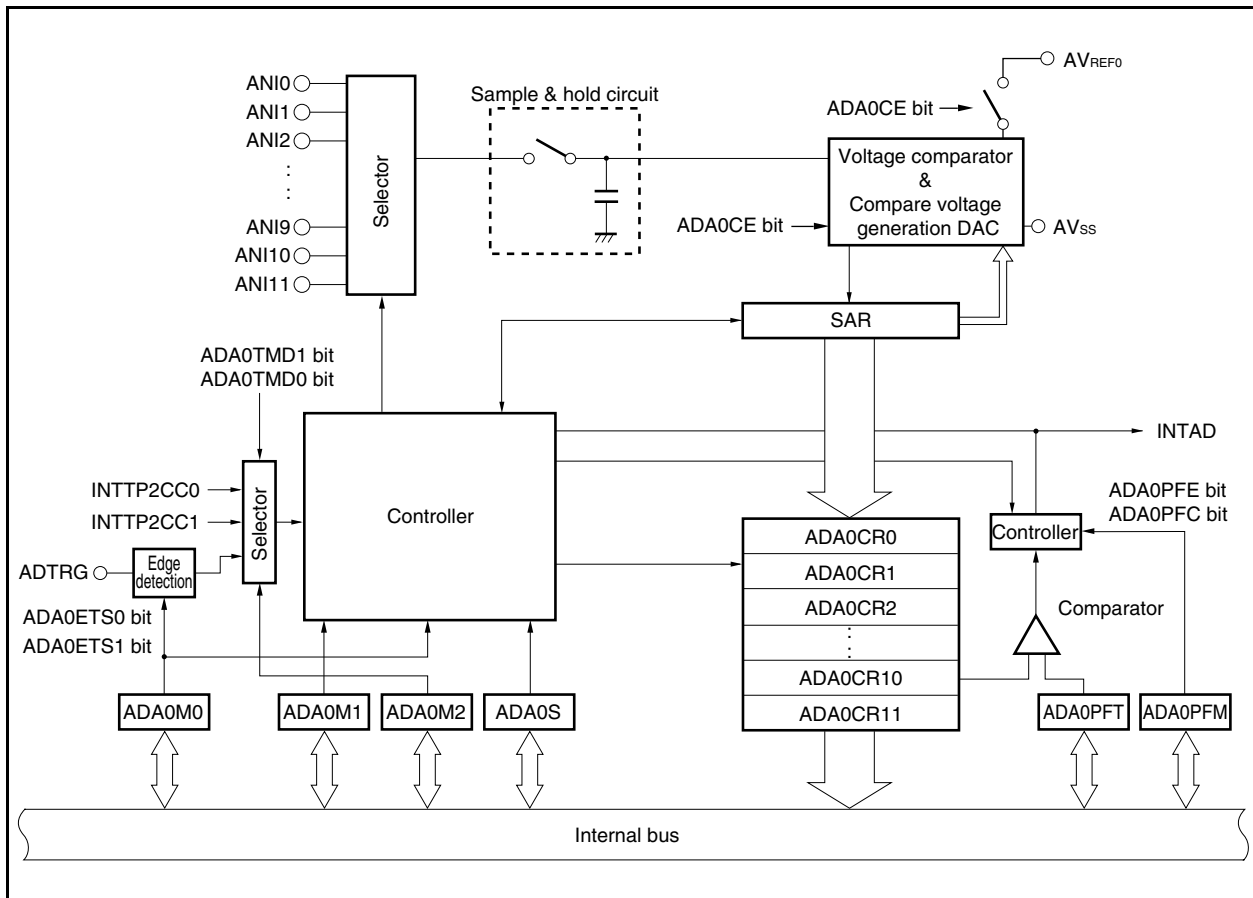 ANI0
ANI1
ANI2
ANI9
ANI10
ANI11
Selector
Sample & hold circuit
AVREF0
ADA0CE bit
Voltage comparator
&
Compare voltage
generation DAC
ADA0CE bit
AVSS
SAR
ADA0TMD1 bit
ADA0TMD0 bit
INTTP2CC0
INTTP2CC1
ADTRG
Edge
detection
Selector
ADA0ETS0 bit
ADA0ETS1 bit
Controller
INTAD
ADA0PFE bit
ADA0PFC bit
Controller
Comparator
ADA0CR0
ADA0CR1
ADA0CR2
ADA0CR10
ADA0CR11
ADA0M0
ADA0M1
ADA0M2
ADA0S
ADA0PFT
ADA0PFM
Internal bus